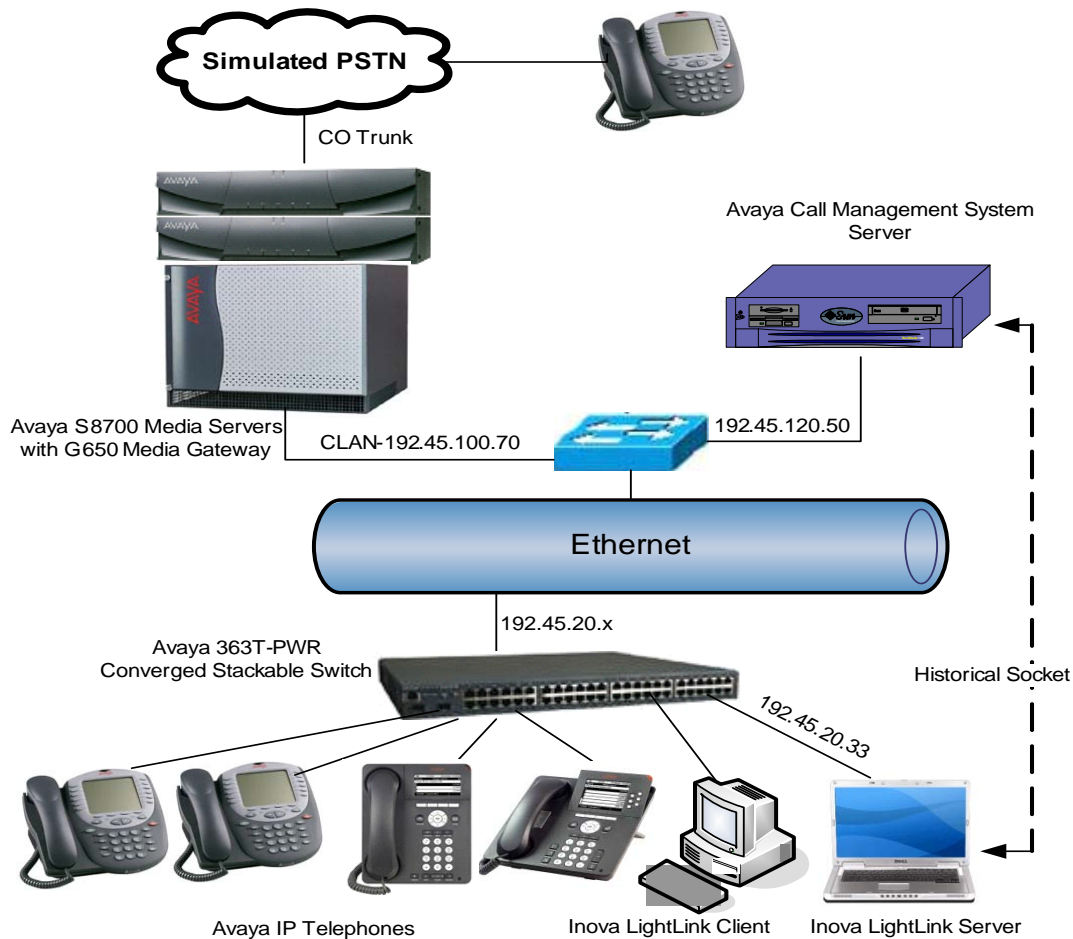 Simulated PSTN
CO Trunk
AVAYA
AVAYA
AVAYA
Avaya Call Management System
Server
Sun
Avaya S8700 Media Servers
with G650 Media Gateway
CLAN-192.45.100.70
192.45.120.50
Ethernet
192.45.20.x
Avaya 363T-PWR
Converged Stackable Switch
Historical Socket
192.45.20.33
DELL
Avaya IP Telephones
Inova LightLink Client
Inova LightLink Server